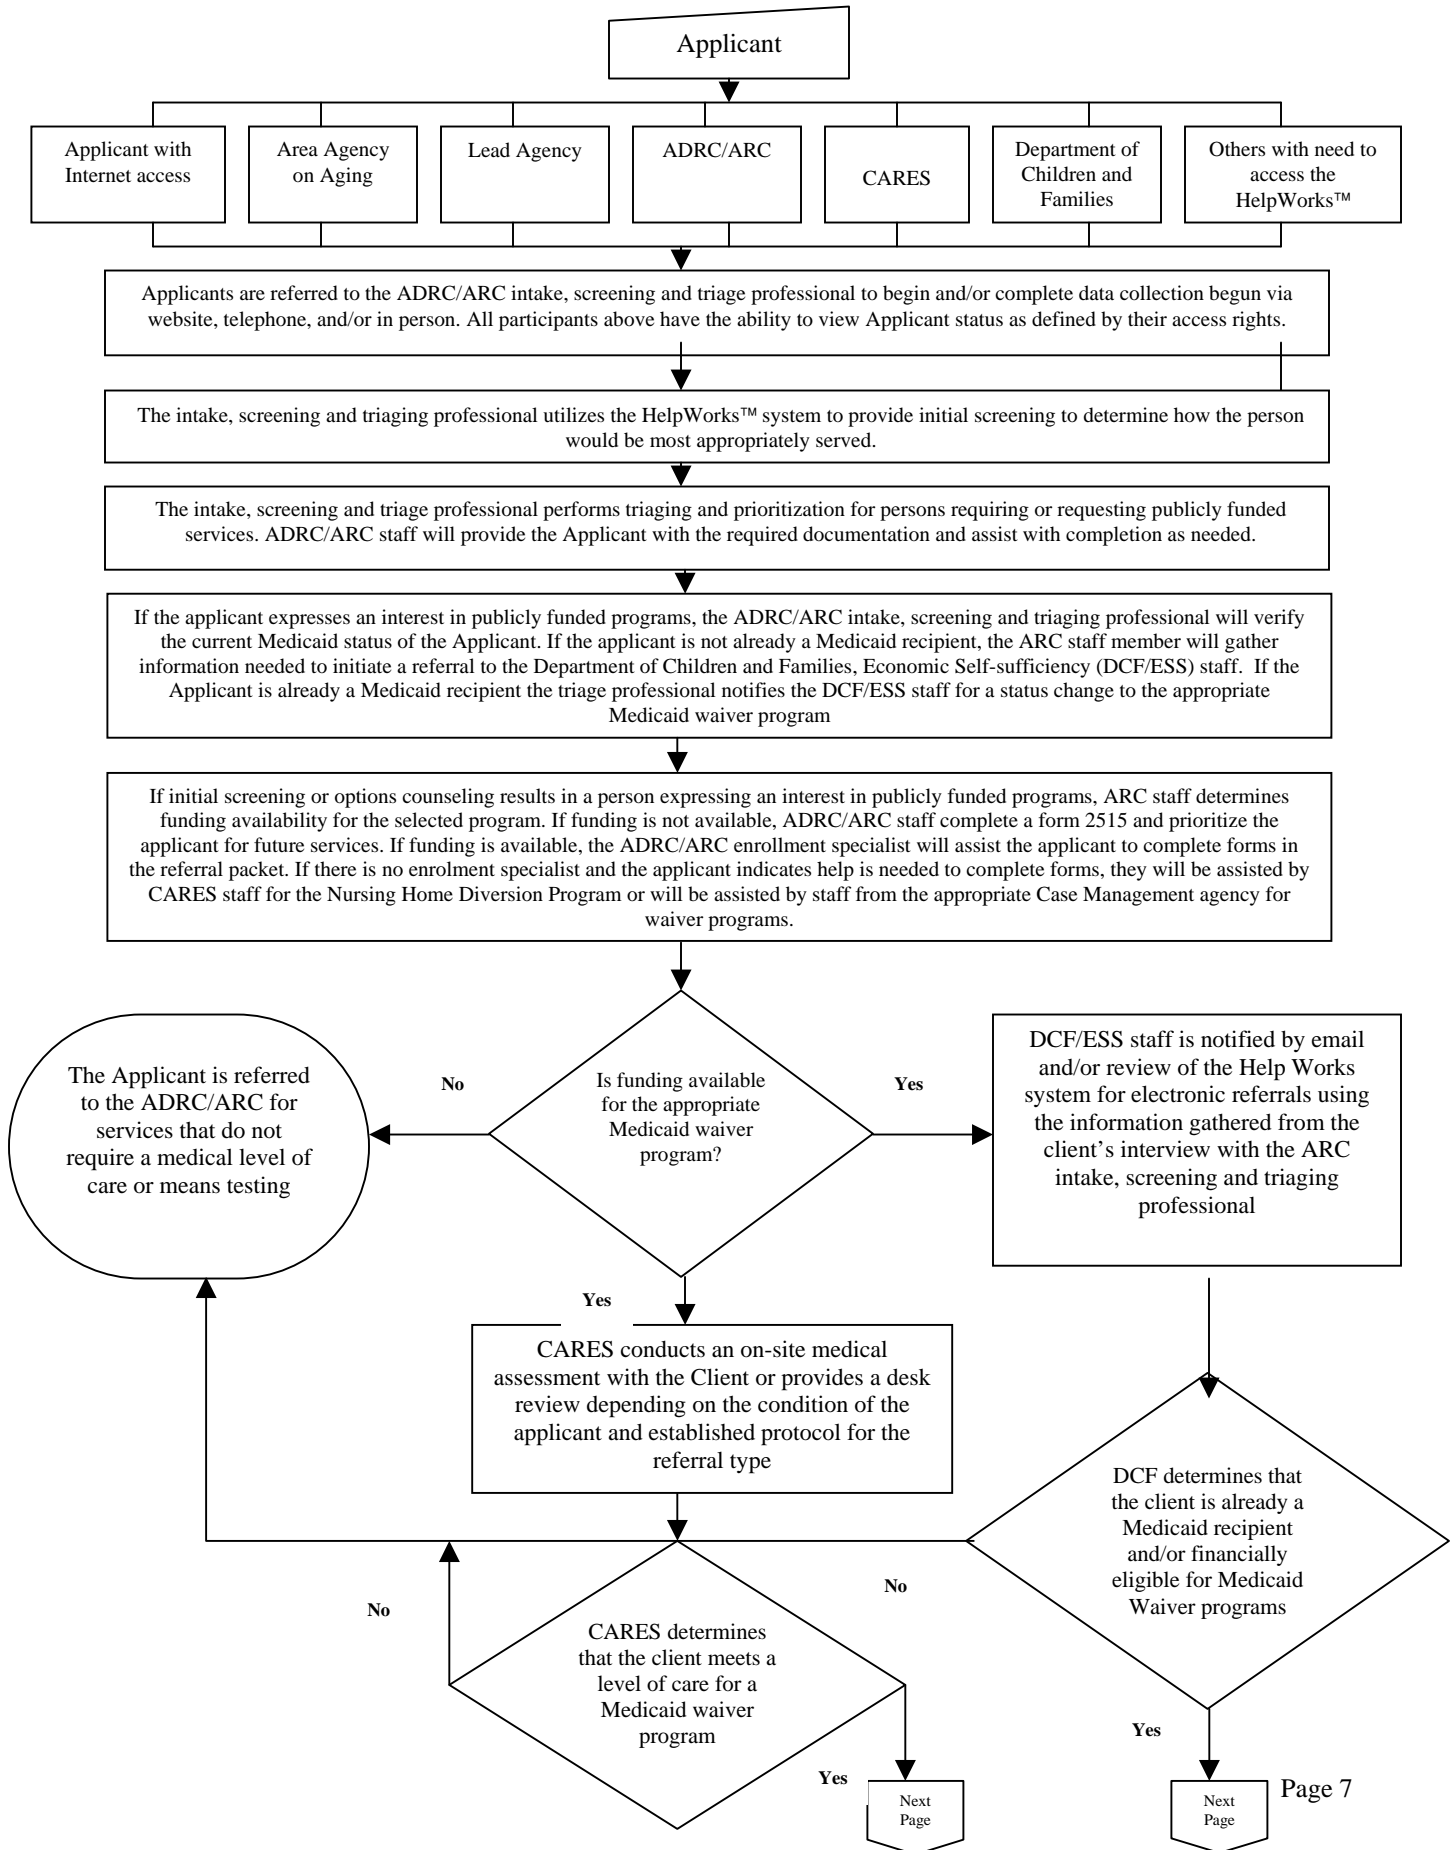 Applicant
Applicant with
Internet access
Area Agency
on Aging
Lead Agency
ADRC/ARC
CARES
Department of
Children and
Families
Others with need to
access the
HelpWorks™
Applicants are referred to the ADRC/ARC intake, screening and triage professional to begin and/or complete data collection begun via
website, telephone, and/or in person. All participants above have the ability to view Applicant status as defined by their access rights.
The intake, screening and triaging professional utilizes the HelpWorks™ system to provide initial screening to determine how the person
would be most appropriately served.
The intake, screening and triage professional performs triaging and prioritization for persons requiring or requesting publicly funded
services. ADRC/ARC staff will provide the Applicant with the required documentation and assist with completion as needed.
If the applicant expresses an interest in publicly funded programs, the ADRC/ARC intake, screening and triaging professional will verify
the current Medicaid status of the Applicant. If the applicant is not already a Medicaid recipient, the ARC staff member will gather
information needed to initiate a referral to the Department of Children and Families, Economic Self-sufficiency (DCF/ESS) staff. If the
Applicant is already a Medicaid recipient the triage professional notifies the DCF/ESS staff for a status change to the appropriate
Medicaid waiver program
If initial screening or options counseling results in a person expressing an interest in publicly funded programs, ARC staff determines
funding availability for the selected program. If funding is not available, ADRC/ARC staff complete a form 2515 and prioritize the
applicant for future services. If funding is available, the ADRC/ARC enrollment specialist will assist the applicant to complete forms in
the referral packet. If there is no enrolment specialist and the applicant indicates help is needed to complete forms, they will be assisted by
CARES staff for the Nursing Home Diversion Program or will be assisted by staff from the appropriate Case Management agency for
waiver programs.
The Applicant is referred
to the ADRC/ARC for
services that do not
require a medical level of
care or means testing
No
Is funding available
for the appropriate
Medicaid waiver
program?
Yes
DCF/ESS staff is notified by email
and/or review of the Help Works
system for electronic referrals using
the information gathered from the
client's interview with the ARC
intake, screening and triaging
professional
Yes
CARES conducts an on-site medical
assessment with the Client or provides a desk
review depending on the condition of the
applicant and established protocol for the
referral type
DCF determines that
the client is already a
Medicaid recipient
and/or financially
eligible for Medicaid
Waiver programs
No
No
CARES determines
that the client meets a
level of care for a
Medicaid waiver
program
Yes
Yes
Next
Page
Next
Page
Page 7